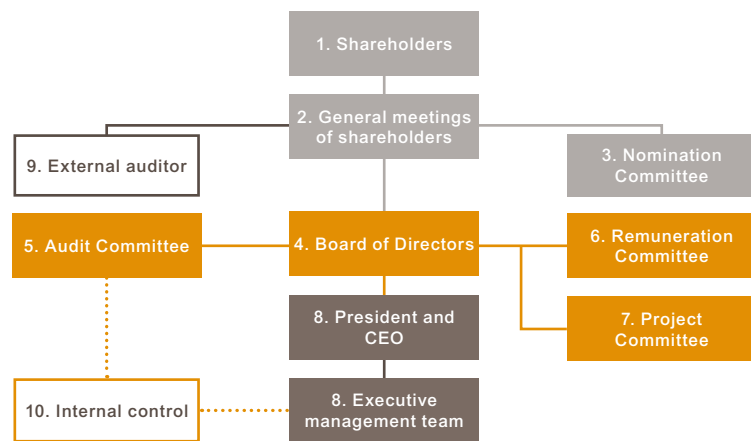 1. Shareholders
2. General meetings
of shareholders
9. External auditor
3. Nomination
Committee
5. Audit Committee
4. Board of Directors
6. Remuneration
Committee
8. President and
CEO
7. Project
Committee
10. Internal control
8. Executive
management team